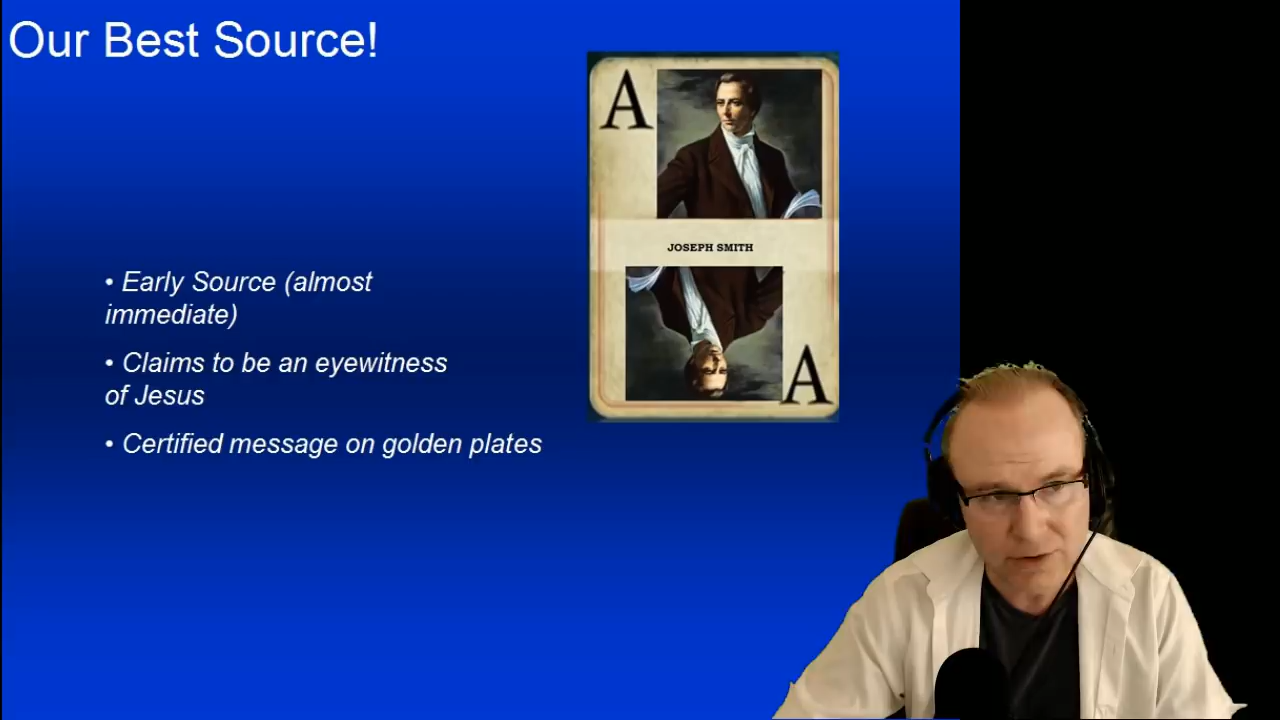 Our Best Source!
A
JOSEPH SMITH
A
• Early Source (almost
immediate)
• Claims to be an eyewitness
of Jesus
• Certified message on golden plates